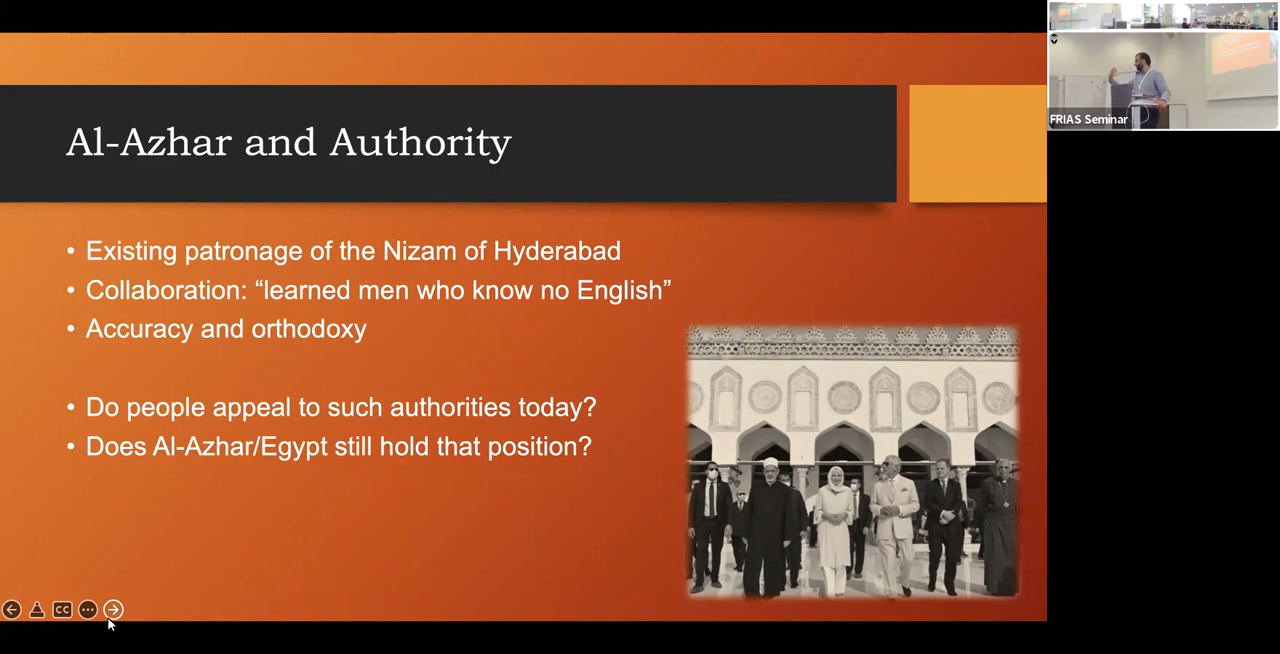 Al-Azhar and Authority
• Existing patronage of the Nizam of Hyderabad
• Collaboration: “learned men who know no English”
• Accuracy and orthodoxy
• Do people appeal to such authorities today?
• Does Al-Azhar/Egypt still hold that position?
CC
FRIAS Seminar